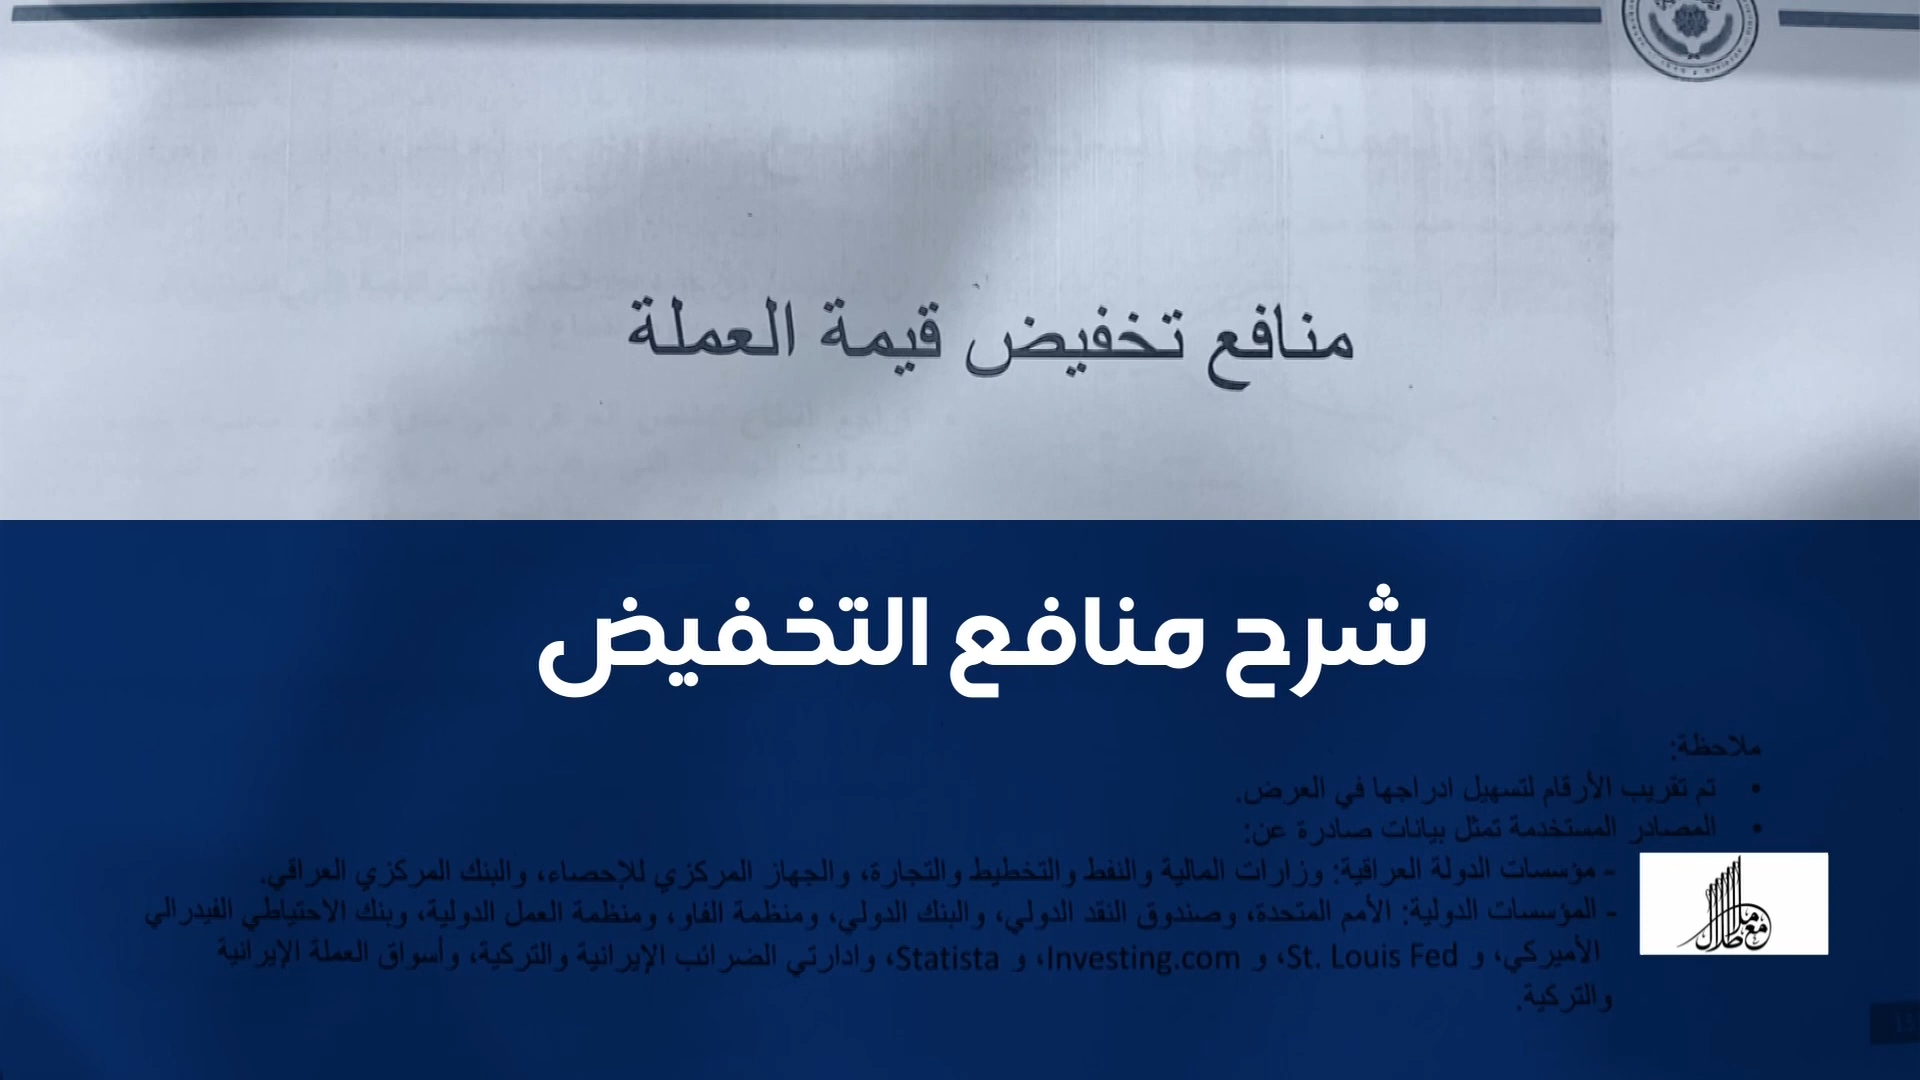 منافع تخفيض قيمة العملة
شرح منافع التخفيض
ملاحظة:
• تم تقريب الأرقام لتسهيل ادراجها في العرض.
• المصادر المستخدمة تمثل بيانات صادرة عن:
- مؤسسات الدولة العراقية: وزارات المالية والنفط والتخطيط والتجارة، والجهاز المركزي للإحصاء، والبنك المركزي العراقي.
- المؤسسات الدولية: الأمم المتحدة، وصندوق النقد الدولي، والبنك الدولي، ومنظمة الفاو، ومنظمة العمل الدولية، وبنك الاحتياطي الفيدرالي
الأميركي، و St. Louis Fed، و Investing.com، و Statista، وادارتي الضرائب الإيرانية والتركية، وأسواق العملة الإيرانية
والتركية.
مع ملا طلال